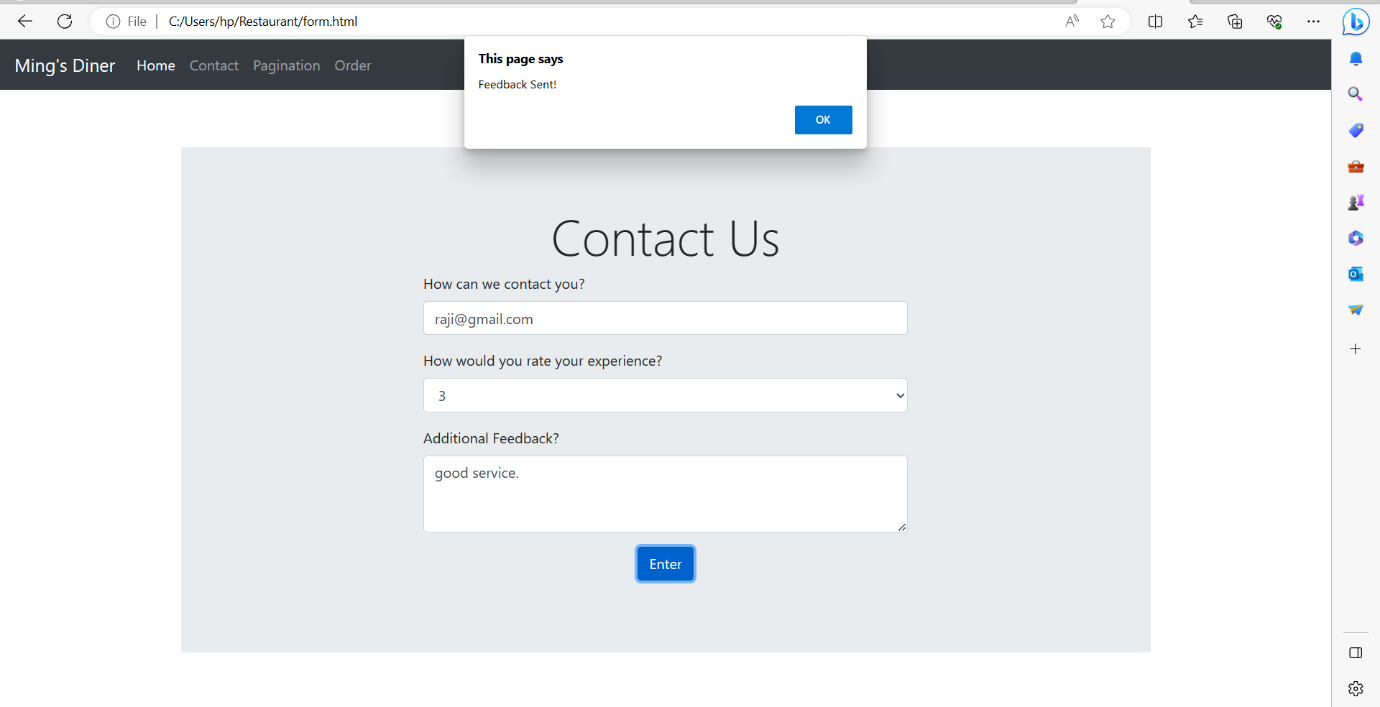 File | C:/Users/hp/Restaurant/form.html
Ming's Diner Home Contact Pagination Order
This page says
Feedback Sent!
OK
Contact Us
How can we contact you?
raji@gmail.com
How would you rate your experience?
3
Additional Feedback?
good service.
Enter